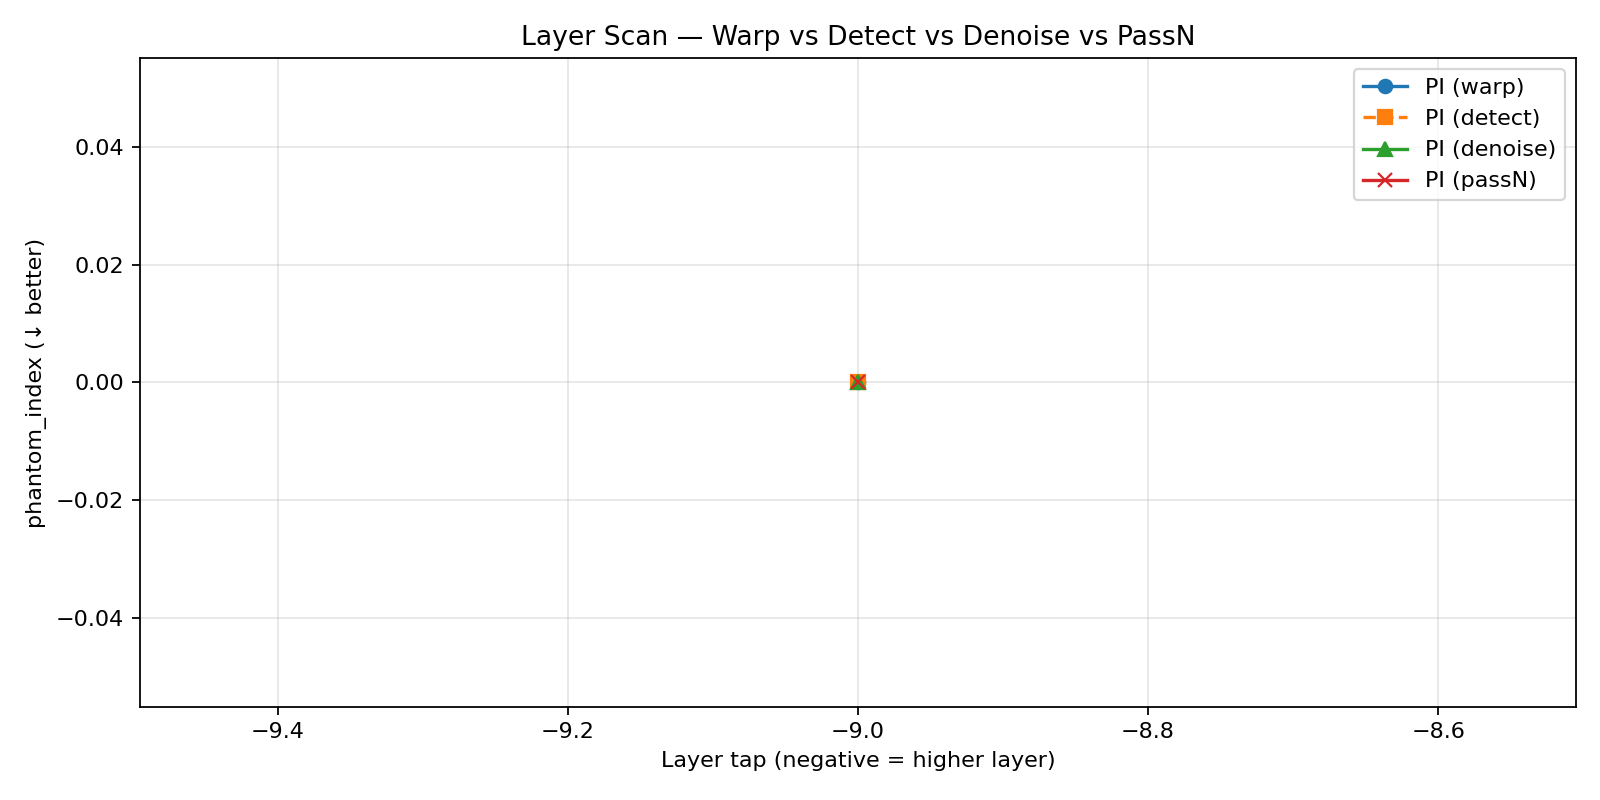 Layer Scan — Warp vs Detect vs Denoise vs PassN
PI (warp)
PI (detect)
PI (denoise)
PI (passN)
phantom_index (↓ better)
0.04
0.02
0.00
−0.02
−0.04
−9.4
−9.2
−9.0
−8.8
−8.6
Layer tap (negative = higher layer)